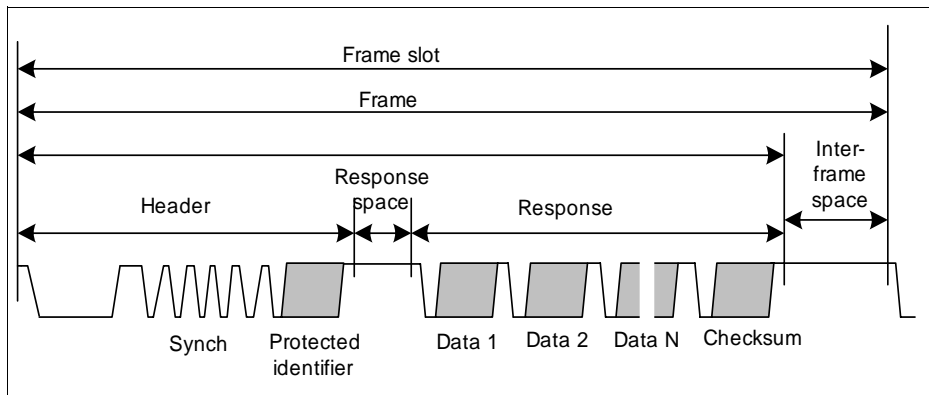 Frame slot
Frame
Inter-
frame
space
Response
space
Header
Response
Synch
Protected
identifier
Data 1
Data 2
Data N
Checksum